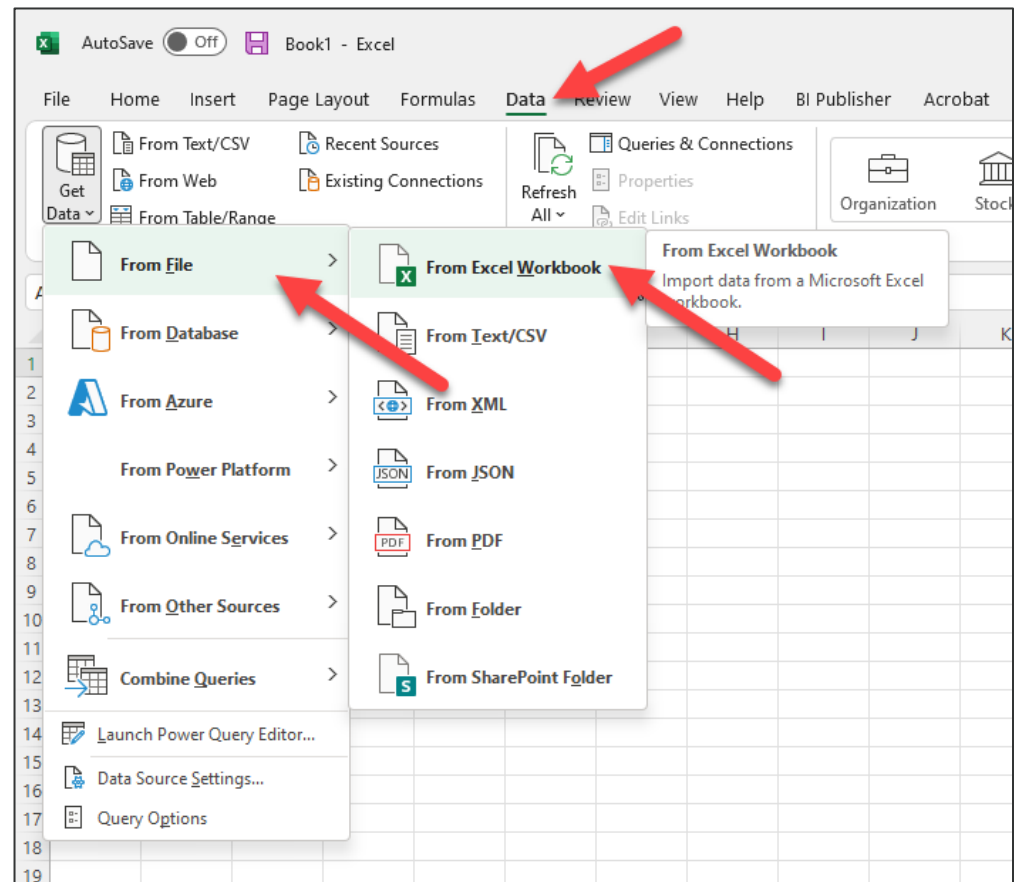 AutoSave Off Book1 - Excel
File Home Insert Page Layout Formulas Data Review View Help BI Publisher Acrobat
Get
Data
From Text/CSV
From Web
From Table/Range
Recent Sources
Existing Connections
Refresh
All
Queries & Connections
Properties
Edit Links
Organization
Stock
From File
From Database
From Azure
From Power Platform
From Online Services
From Other Sources
Combine Queries
Launch Power Query Editor...
Data Source Settings...
Query Options
From Excel Workbook
From Text/CSV
From XML
From JSON
JSON
From PDF
PDF
From Folder
From SharePoint Folder
From Excel Workbook
Import data from a Microsoft Excel
workbook.
H I J K
1
2
3
4
5
6
7
8
9
10
11
12
13
14
15
16
17
18
19